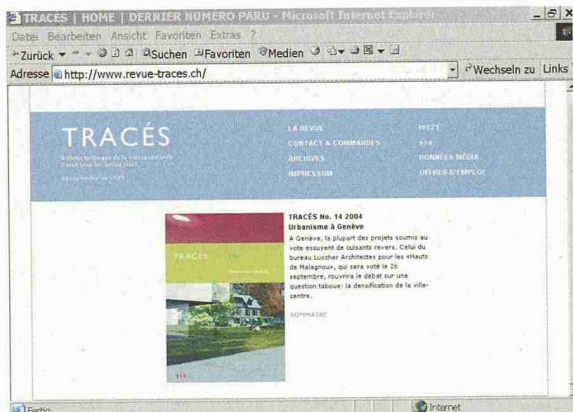 TRACÉS | HOME | DERNIER NUMERO PARU - Microsoft Internet Explorer
Datei Bearbeiten Ansicht Favoriten Extras ?
Zurück Suchen Favoriten Medien
Adresse http://www.revue-traces.ch/ Wechseln zu Links
TRACÉS
LA REVUE
CONTACT & COMMANDES
ARCHIVES
IMPRESSUM
tec21
sia
DONNÉES MÉDIA
OFFRES D'EMPLOI
TRACÉS
sia
TRACÉS No. 14 2004
Urbanisme à Genève
A Genève, la plupart des projets soumis au
vote essuyent de cuisants revers. Celui du
bureau Luscher Architectes pour les «Hauts
de Malagnou», qui sera voté le 26
septembre, rouvrira le débat sur une
question taboue: la densification de la ville-
centre.
SOMMAIRE
Fertig
Internet